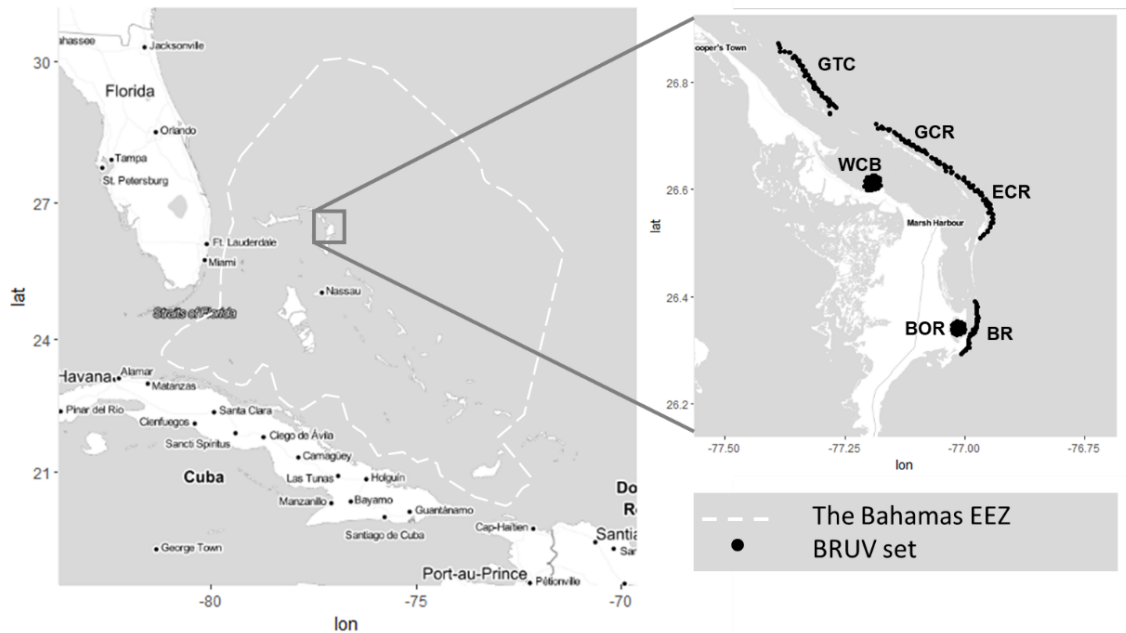 ahassee
Jacksonville
30
Florida
Orlando
Tampa
St. Petersburg
27
Ft. Lauderdale
Miami
Nassau
Straits of Florida
24
Havana
Alamar
Matanzas
Pinar del Rio
Santa Clara
Cienfuegos
Sancti Spiritus
Ciego de Ávila
Camagüey
21
Cuba
Las Tunas
Holguín
Manzanillo
Bayamo
Guantánamo
Santiago de Cuba
Cap-Haïtien
Do
R
Santia
San
George Town
Port-au-Prince
Pétionville
-80
-75
-70
lon
lat
ooper's Town
26.8
GTC
GCR
WCB
26.6
ECR
Marsh Harbour
26.4
BOR
BR
26.2
-77.50
-77.25
-77.00
-76.75
lon
lat
The Bahamas EEZ
BRUV set